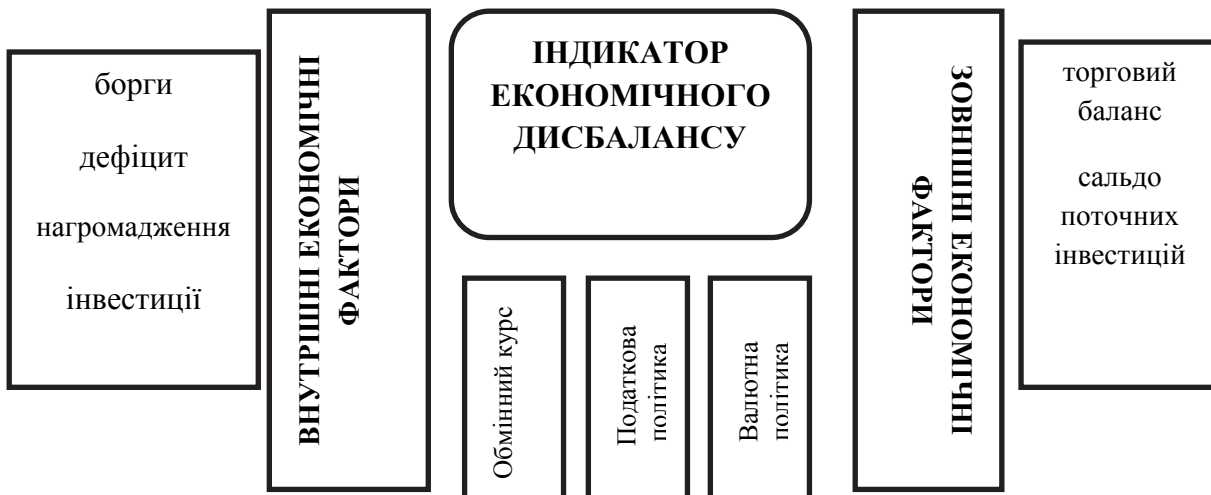 борги
дефіцит
нагромадження
інвестиції
ВНУТРІШНІ ЕКОНОМІЧНІ
ФАКТОРИ
ІНДИКАТОР
ЕКОНОМІЧНОГО
ДИСБАЛАНСУ
Обмінний курс
Податкова
політика
Валютна
політика
ЗОВНІШНІ ЕКОНОМІЧНІ
ФАКТОРИ
торговий
баланс
сальдо
поточних
інвестицій